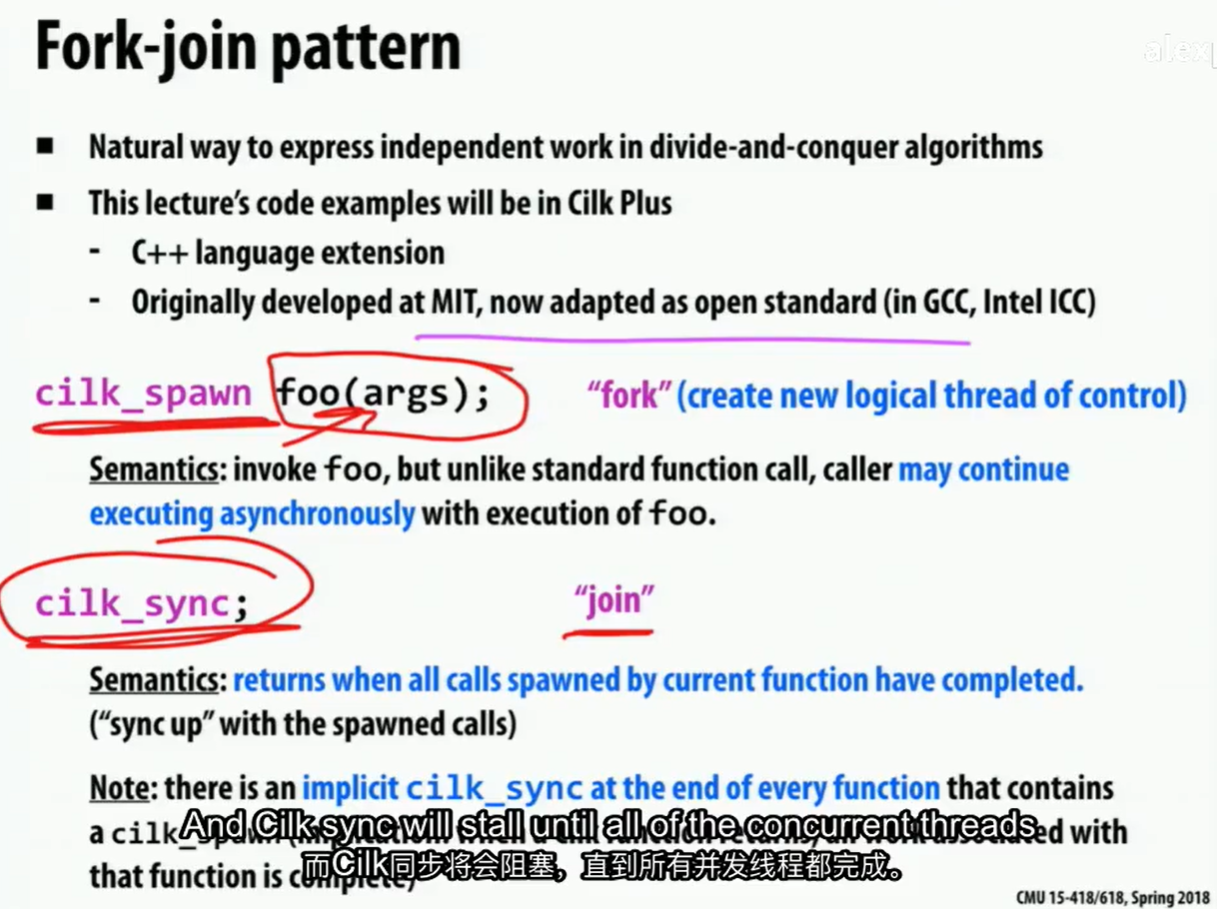 Fork-join pattern
alex
■ Natural way to express independent work in divide-and-conquer algorithms
■ This lecture's code examples will be in Cilk Plus
- C++ language extension
- Originally developed at MIT, now adapted as open standard (in GCC, Intel ICC)
cilk_spawn foo(args); “fork” (create new logical thread of control)
Semantics: invoke foo, but unlike standard function call, caller may continue
executing asynchronously with execution of foo.
cilk_sync; “join”
Semantics: returns when all calls spawned by current function have completed.
(“sync up” with the spawned calls)
Note: there is an implicit cilk_sync at the end of every function that contains
a cilk_spawn with
And Cilk sync will stall until all of the concurrent threads
that function is complete)
而Cilk同步将会阻塞，直到所有并发线程都完成。
CMU 15-418/618, Spring 2018